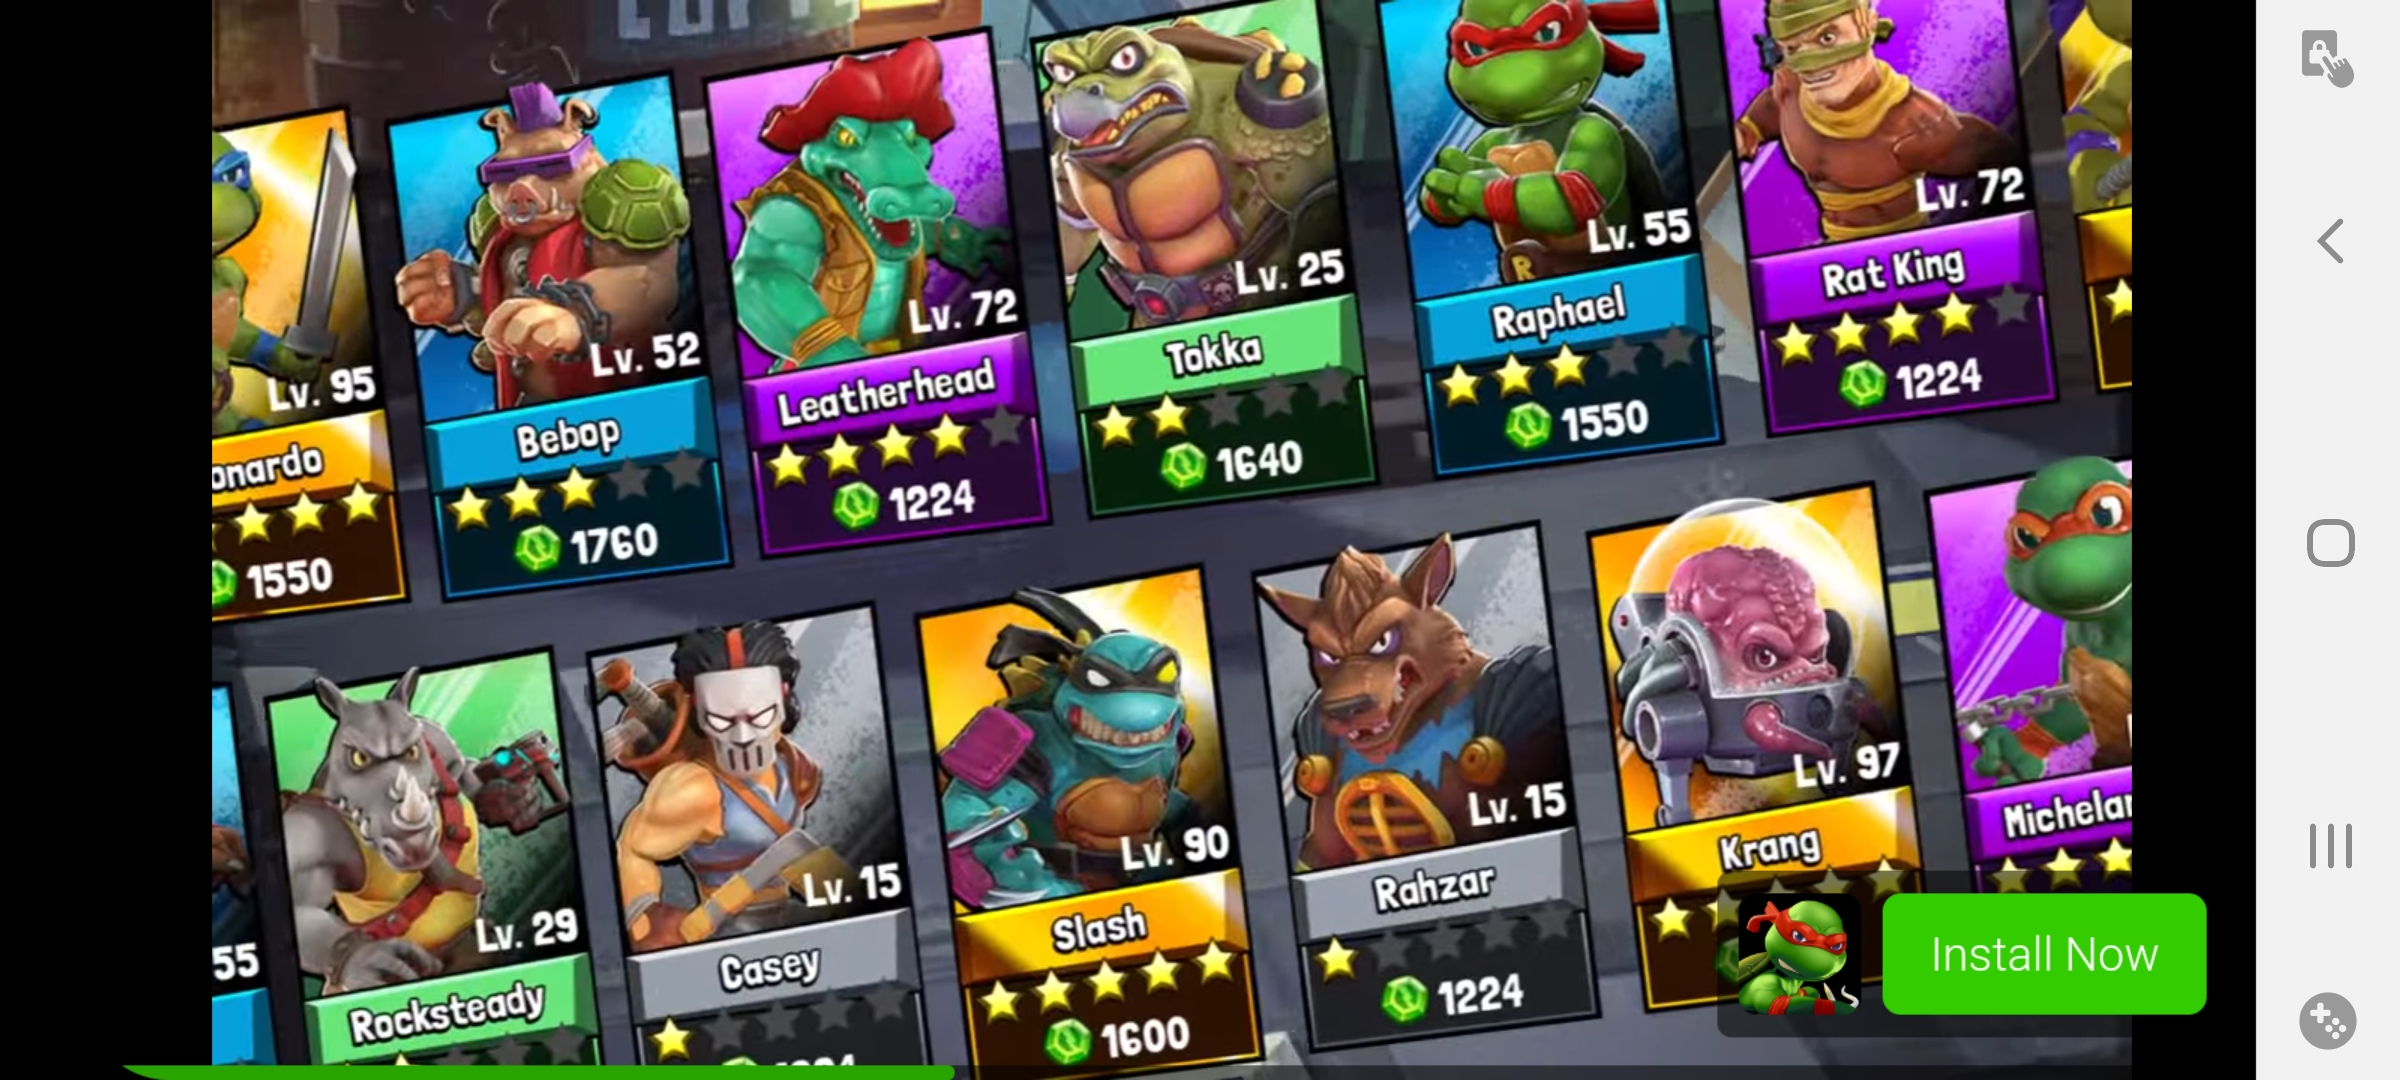 Lv. 95
onardo
1550
Lv. 52
Bebop
1760
Lv. 72
Leatherhead
1224
Lv. 25
Tokka
1640
R
Lv. 55
Raphael
1550
Lv. 72
Rat King
1224
55
Lv. 29
Rocksteady
Lv. 15
Casey
Lv. 90
Slash
1600
Lv. 15
Rahzar
1224
Lv. 97
Krang
Michelan
Install Now